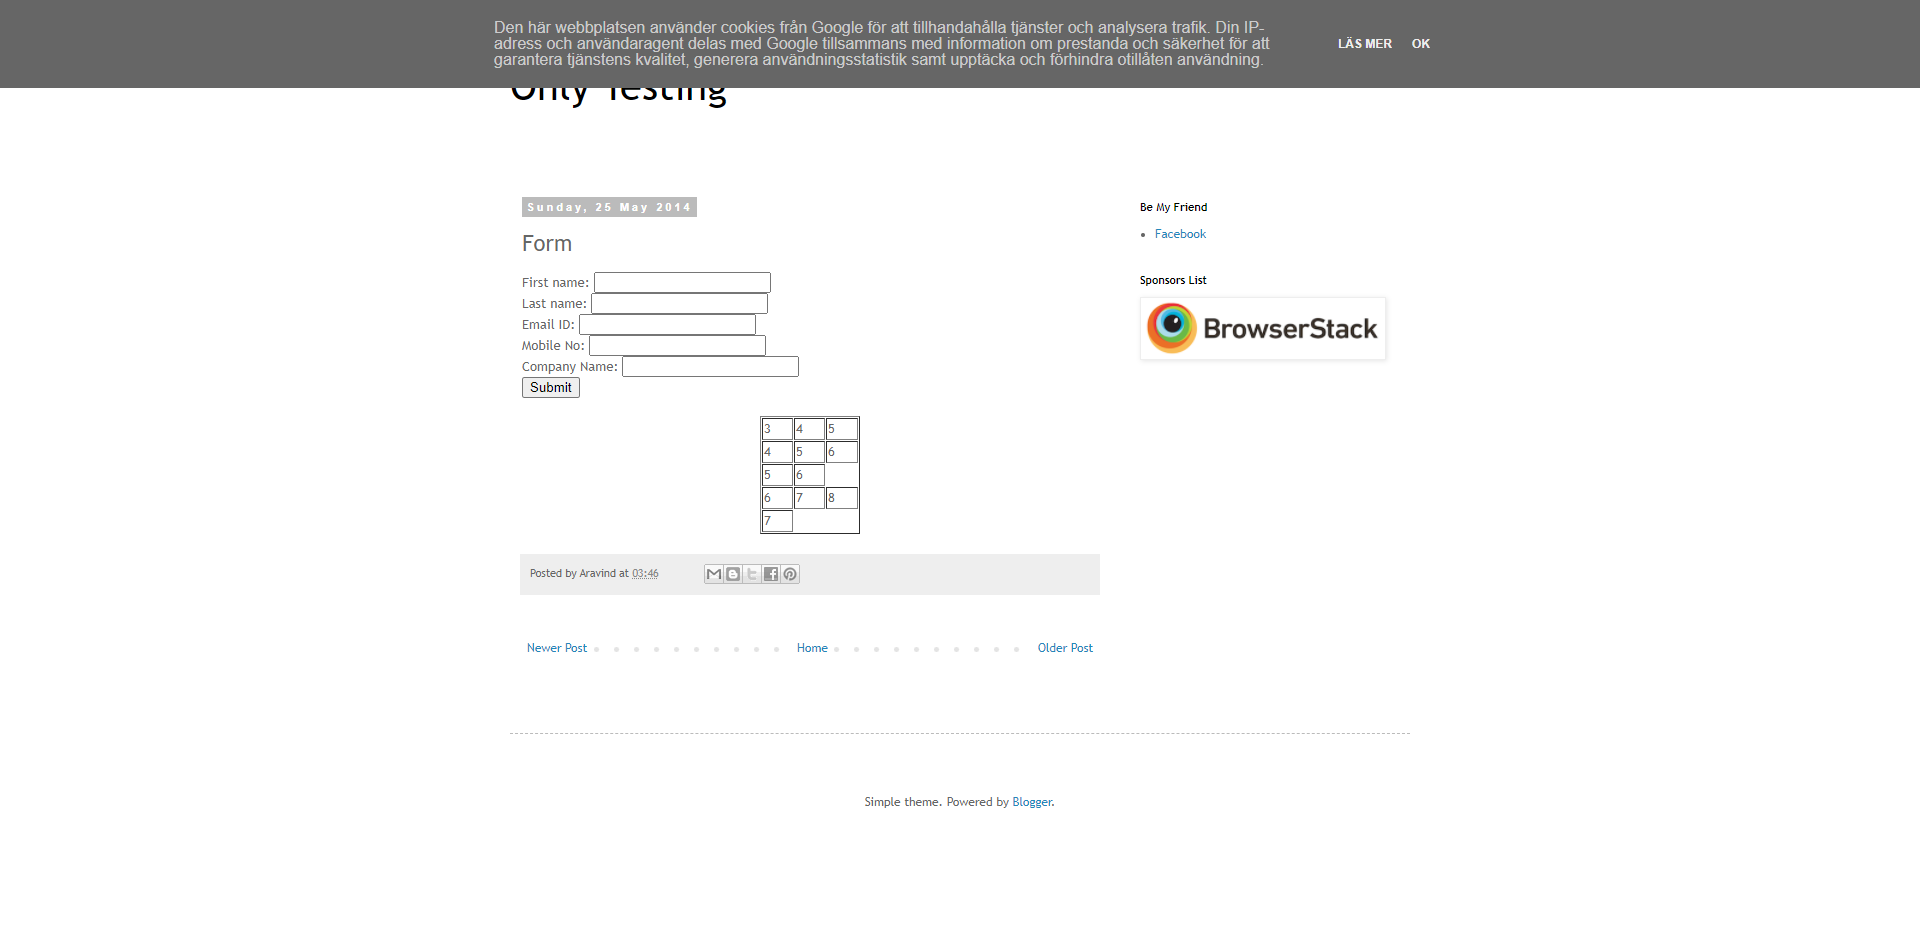 Den här webbplatsen använder cookies från Google för att tillhandahålla tjänster och analysera trafik. Din IP-
adress och användaragent delas med Google tillsammans med information om prestanda och säkerhet för att
garantera tjänstens kvalitet, generera användningsstatistik samt upptäcka och förhindra otillåten användning.
LÄS MER OK
Only Testing
Sunday, 25 May 2014
Form
First name:
Last name:
Email ID:
Mobile No:
Company Name:
Submit
3 4 5
4 5 6
5 6
6 7 8
7
Posted by Aravind at 03:46
Newer Post Home Older Post
Be My Friend
Facebook
Sponsors List
BrowserStack
Simple theme. Powered by Blogger.